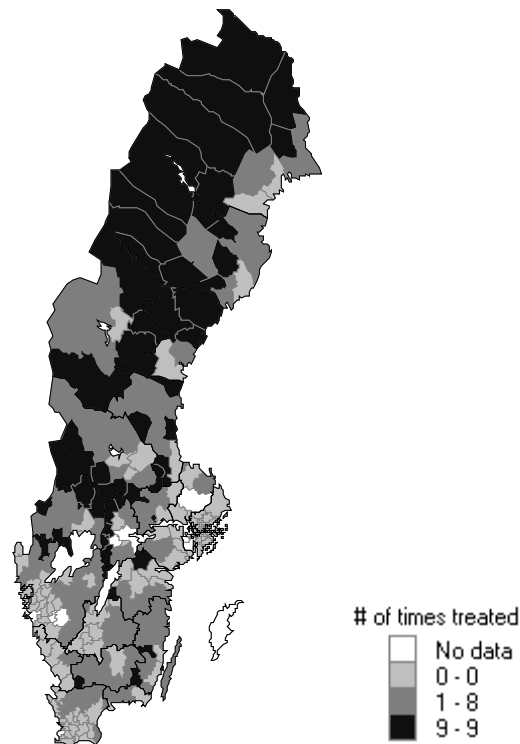 # of times treated
No data
0 - 0
1 - 8
9 - 9